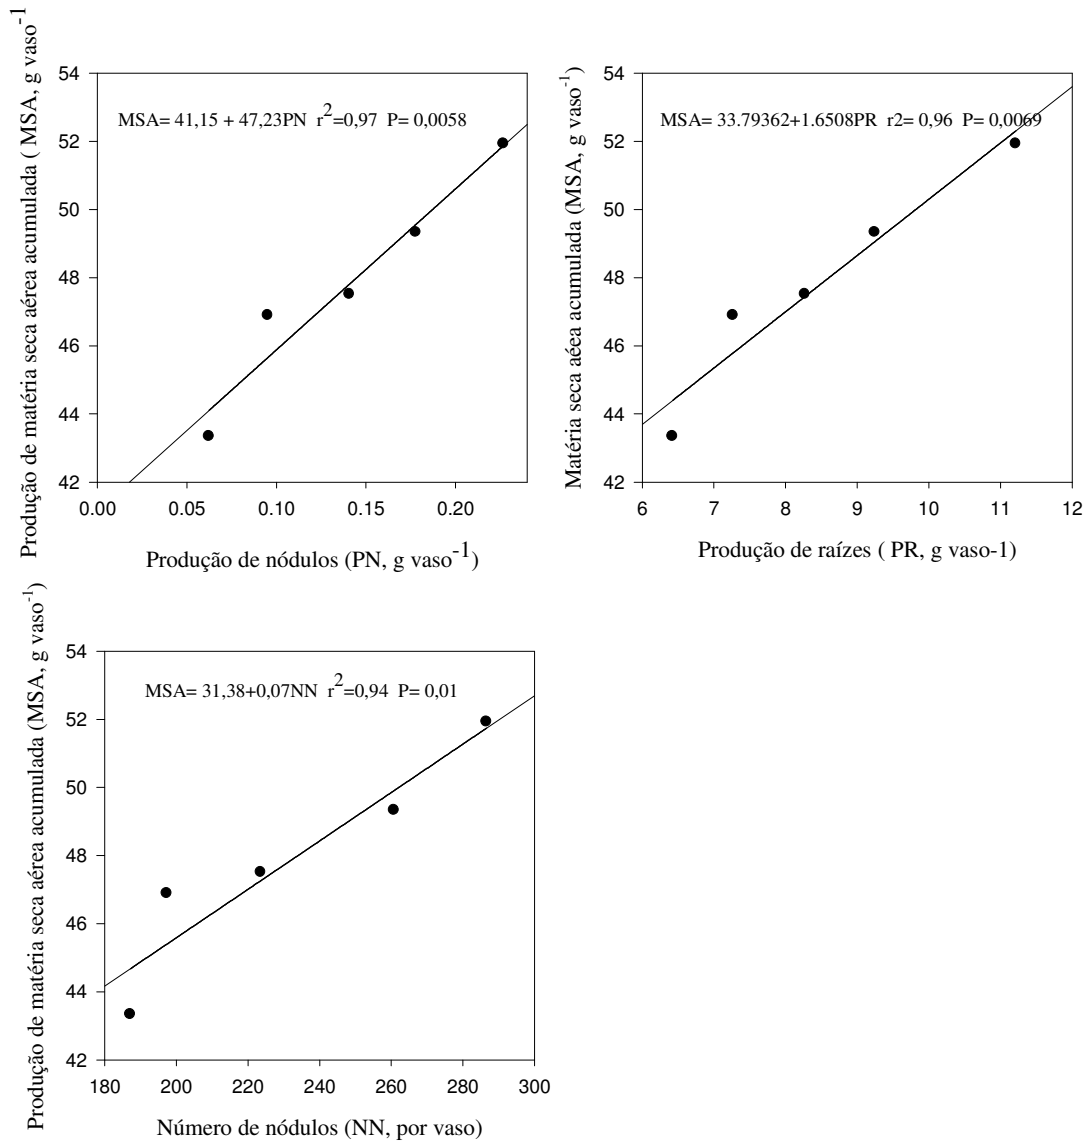 Produção de matéria seca aérea acumulada ( MSA, g vaso-1
54
52
50
48
46
44
42
MSA= 41,15 + 47,23PN r2=0,97 P= 0,0058
0.00 0.05 0.10 0.15 0.20
Produção de nódulos (PN, g vaso-1)
Matéria seca aéea acumulada (MSA, g vaso-1)
54
52
50
48
46
44
42
MSA= 33.79362+1.6508PR r2= 0,96 P= 0,0069
6 7 8 9 10 11 12
Produção de raízes ( PR, g vaso-1)
Produção de matéria seca aérea acumulada (MSA, g vaso-1)
54
52
50
48
46
44
42
MSA= 31,38+0,07NN r2=0,94 P= 0,01
180 200 220 240 260 280 300
Número de nódulos (NN, por vaso)